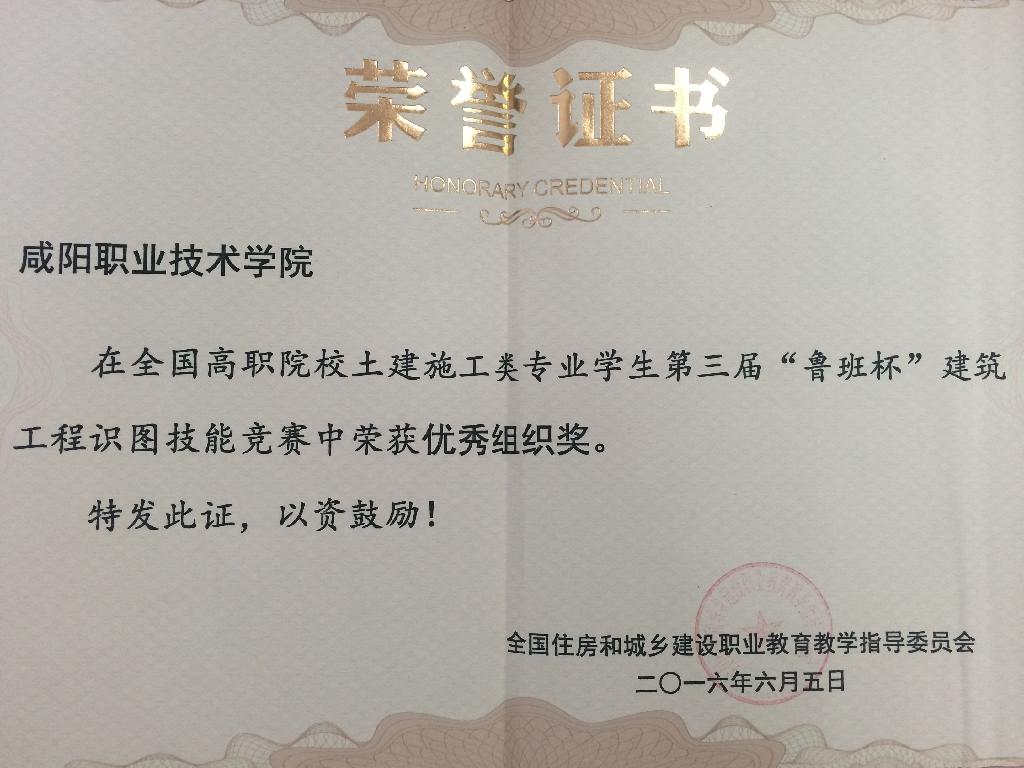 荣誉证书
HONORARY CREDENTIAL
咸阳职业技术学院
在全国高职院校土建施工类专业学生第三届“鲁班杯”建筑
工程识图技能竞赛中荣获优秀组织奖。
特发此证，以资鼓励！
全国住房和城乡建设职业教育教学指导委员会
二〇一六年六月五日